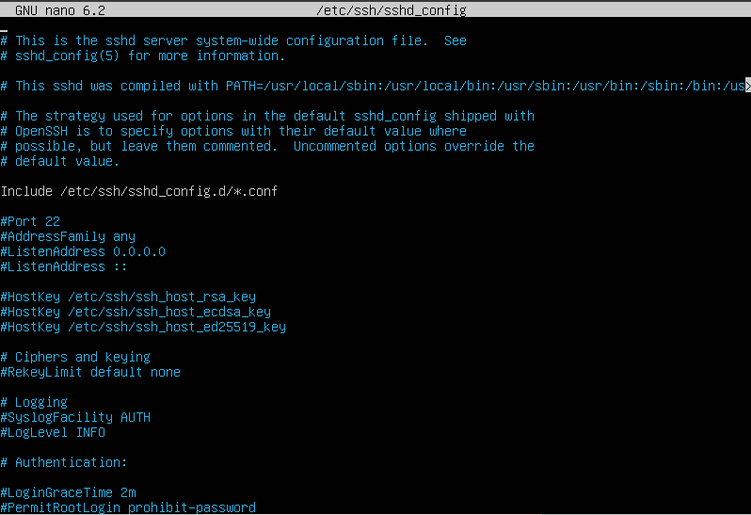 GNU nano 6.2 /etc/ssh/sshd_config
# This is the sshd server system-wide configuration file.  See
# sshd_config(5) for more information.
# This sshd was compiled with PATH=/usr/local/sbin:/usr/local/bin:/usr/sbin:/usr/bin:/sbin:/bin:/us>
# The strategy used for options in the default sshd_config shipped with
# OpenSSH is to specify options with their default value where
# possible, but leave them commented.  Uncommented options override the
# default value.
Include /etc/ssh/sshd_config.d/*.conf
#Port 22
#AddressFamily any
#ListenAddress 0.0.0.0
#ListenAddress ::
#HostKey /etc/ssh/ssh_host_rsa_key
#HostKey /etc/ssh/ssh_host_ecdsa_key
#HostKey /etc/ssh/ssh_host_ed25519_key
# Ciphers and keying
#RekeyLimit default none
# Logging
#SyslogFacility AUTH
#LogLevel INFO
# Authentication:
#LoginGraceTime 2m
#PermitRootLogin prohibit-password